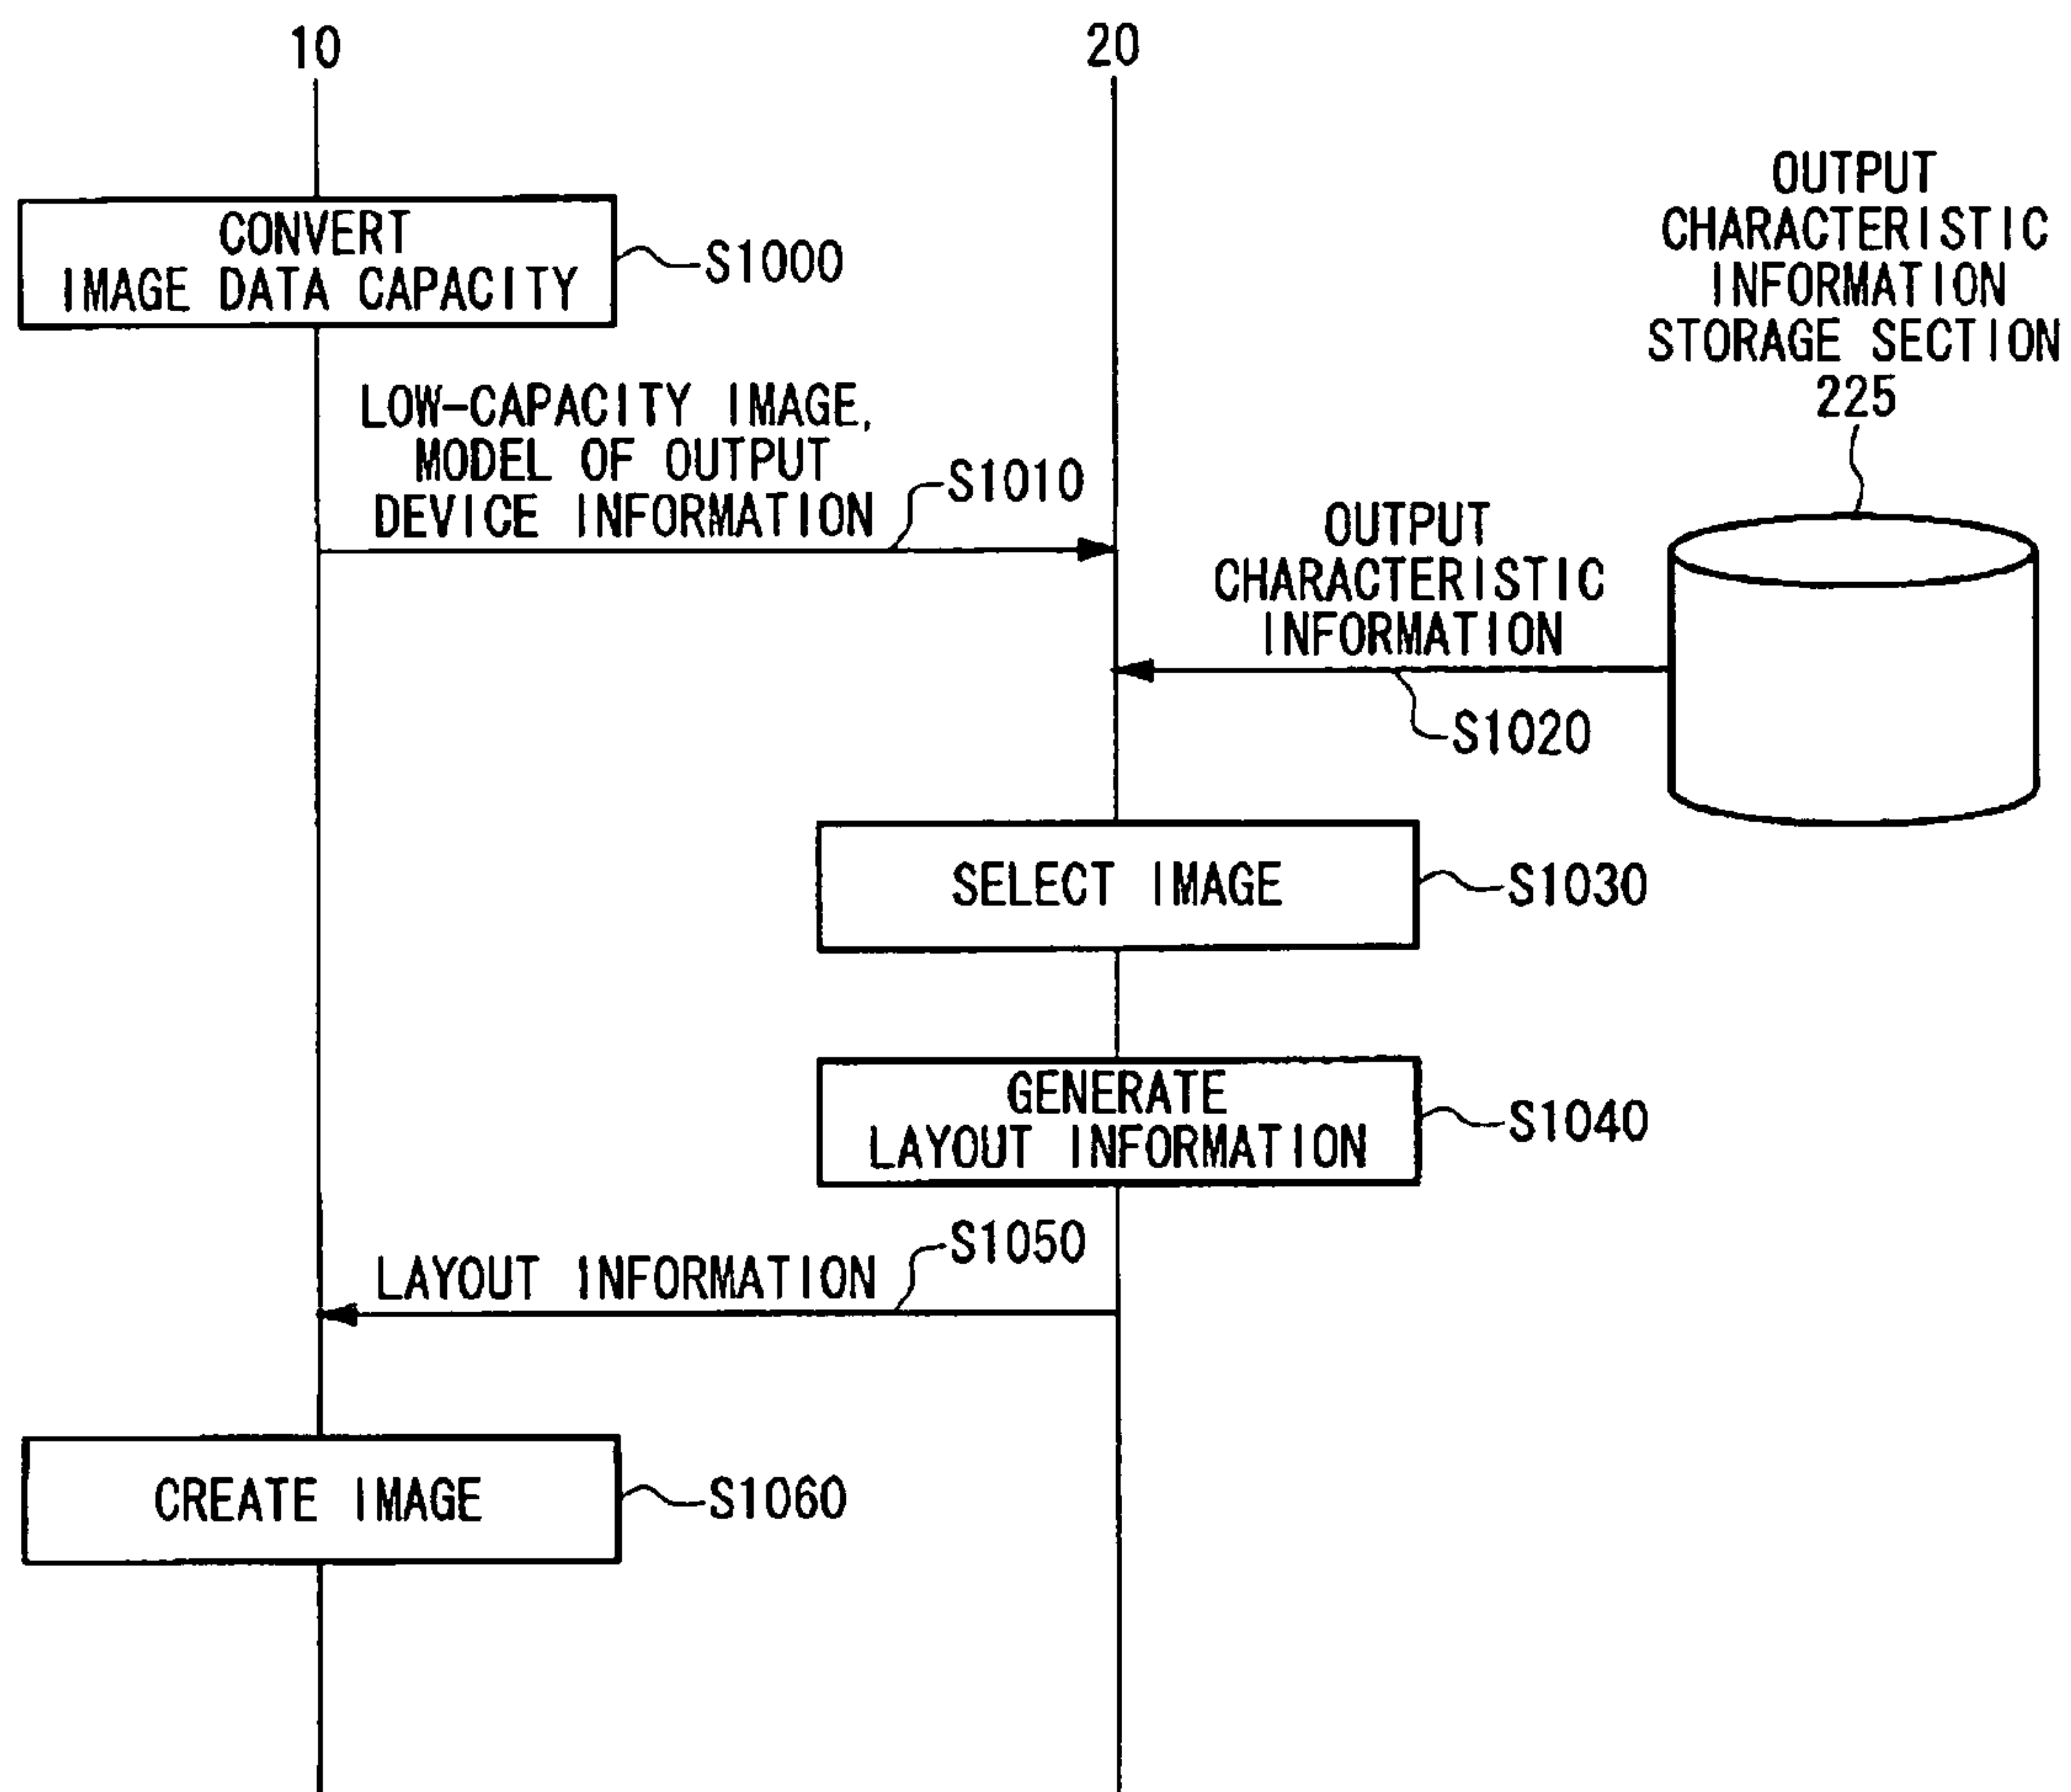 10
20
CONVERT
IMAGE DATA CAPACITY
S1000
OUTPUT
CHARACTERISTIC
INFORMATION
STORAGE SECTION
225
LOW-CAPACITY IMAGE,
MODEL OF OUTPUT
DEVICE INFORMATION
S1010
OUTPUT
CHARACTERISTIC
INFORMATION
S1020
SELECT IMAGE
S1030
GENERATE
LAYOUT INFORMATION
S1040
LAYOUT INFORMATION
S1050
CREATE IMAGE
S1060